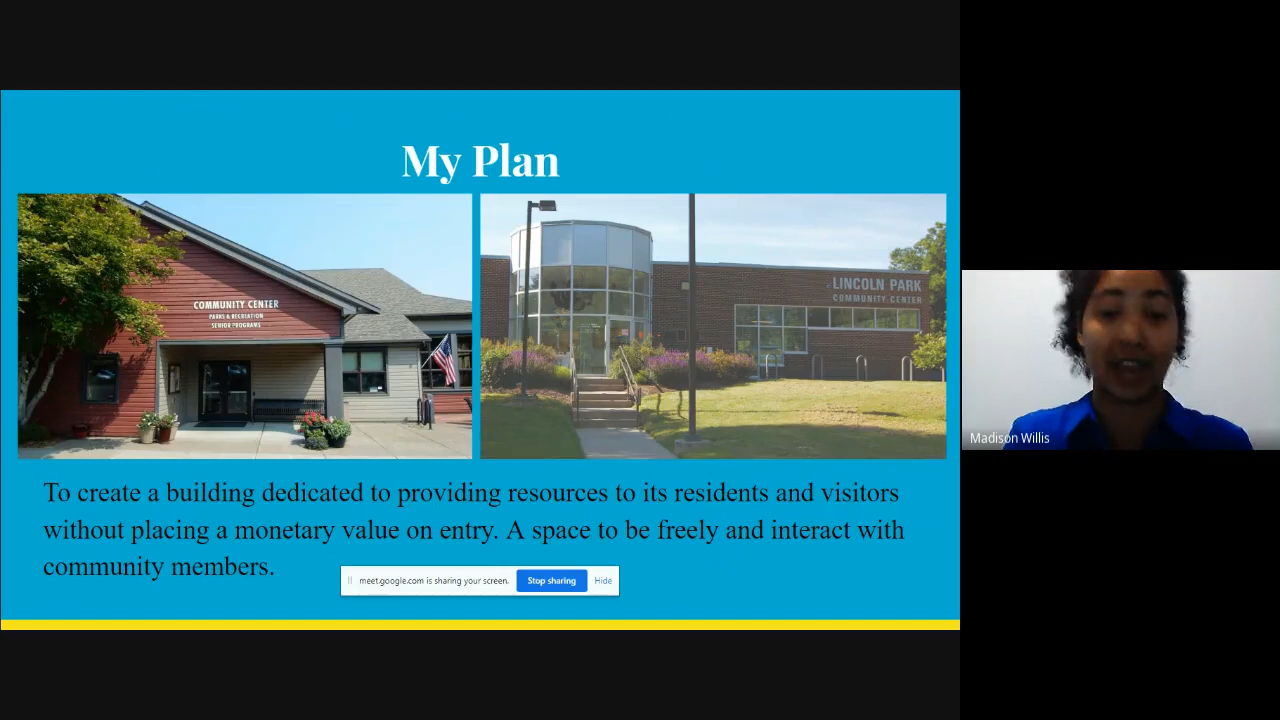 My Plan
COMMUNITY CENTER
PARKS & RECREATION
SENIOR PROGRAMS
LINCOLN PARK
COMMUNITY CENTER
To create a building dedicated to providing resources to its residents and visitors
without placing a monetary value on entry. A space to be freely and interact with
community members.
meet.google.com is sharing your screen.
Stop sharing
Hide
Madison Willis